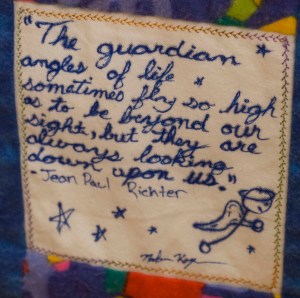 "The guardian
angles of life
sometimes fly so high
as to be beyond our
sight, but they are
always looking
down upon us."
- Jean Paul Richter